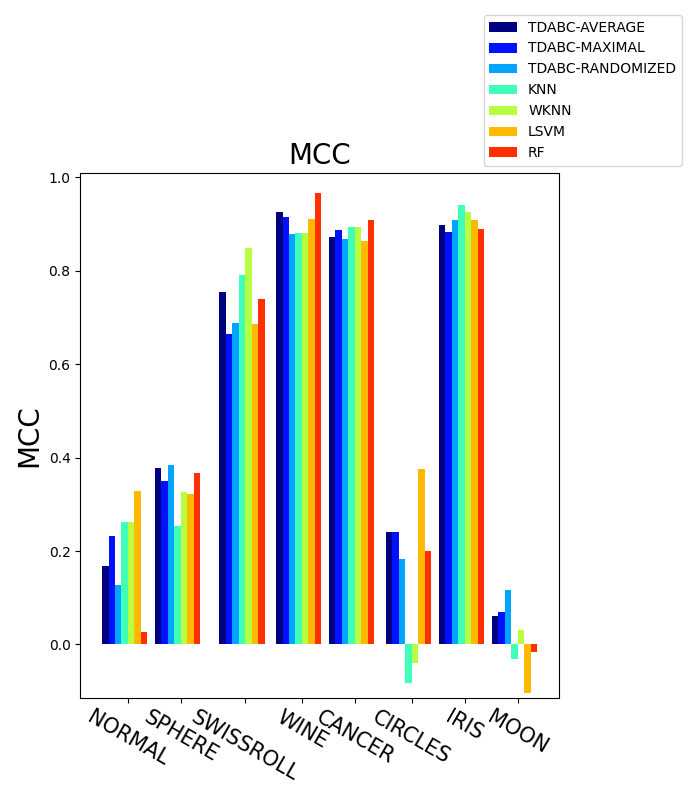 TDABC-AVERAGE
TDABC-MAXIMAL
TDABC-RANDOMIZED
KNN
WKNN
LSVM
RF
MCC
1.0
0.8
0.6
0.4
0.2
0.0
MCC
NORMAL
SPHERE
SWISSROLL
WINE
CANCER
CIRCLES
IRIS
MOON